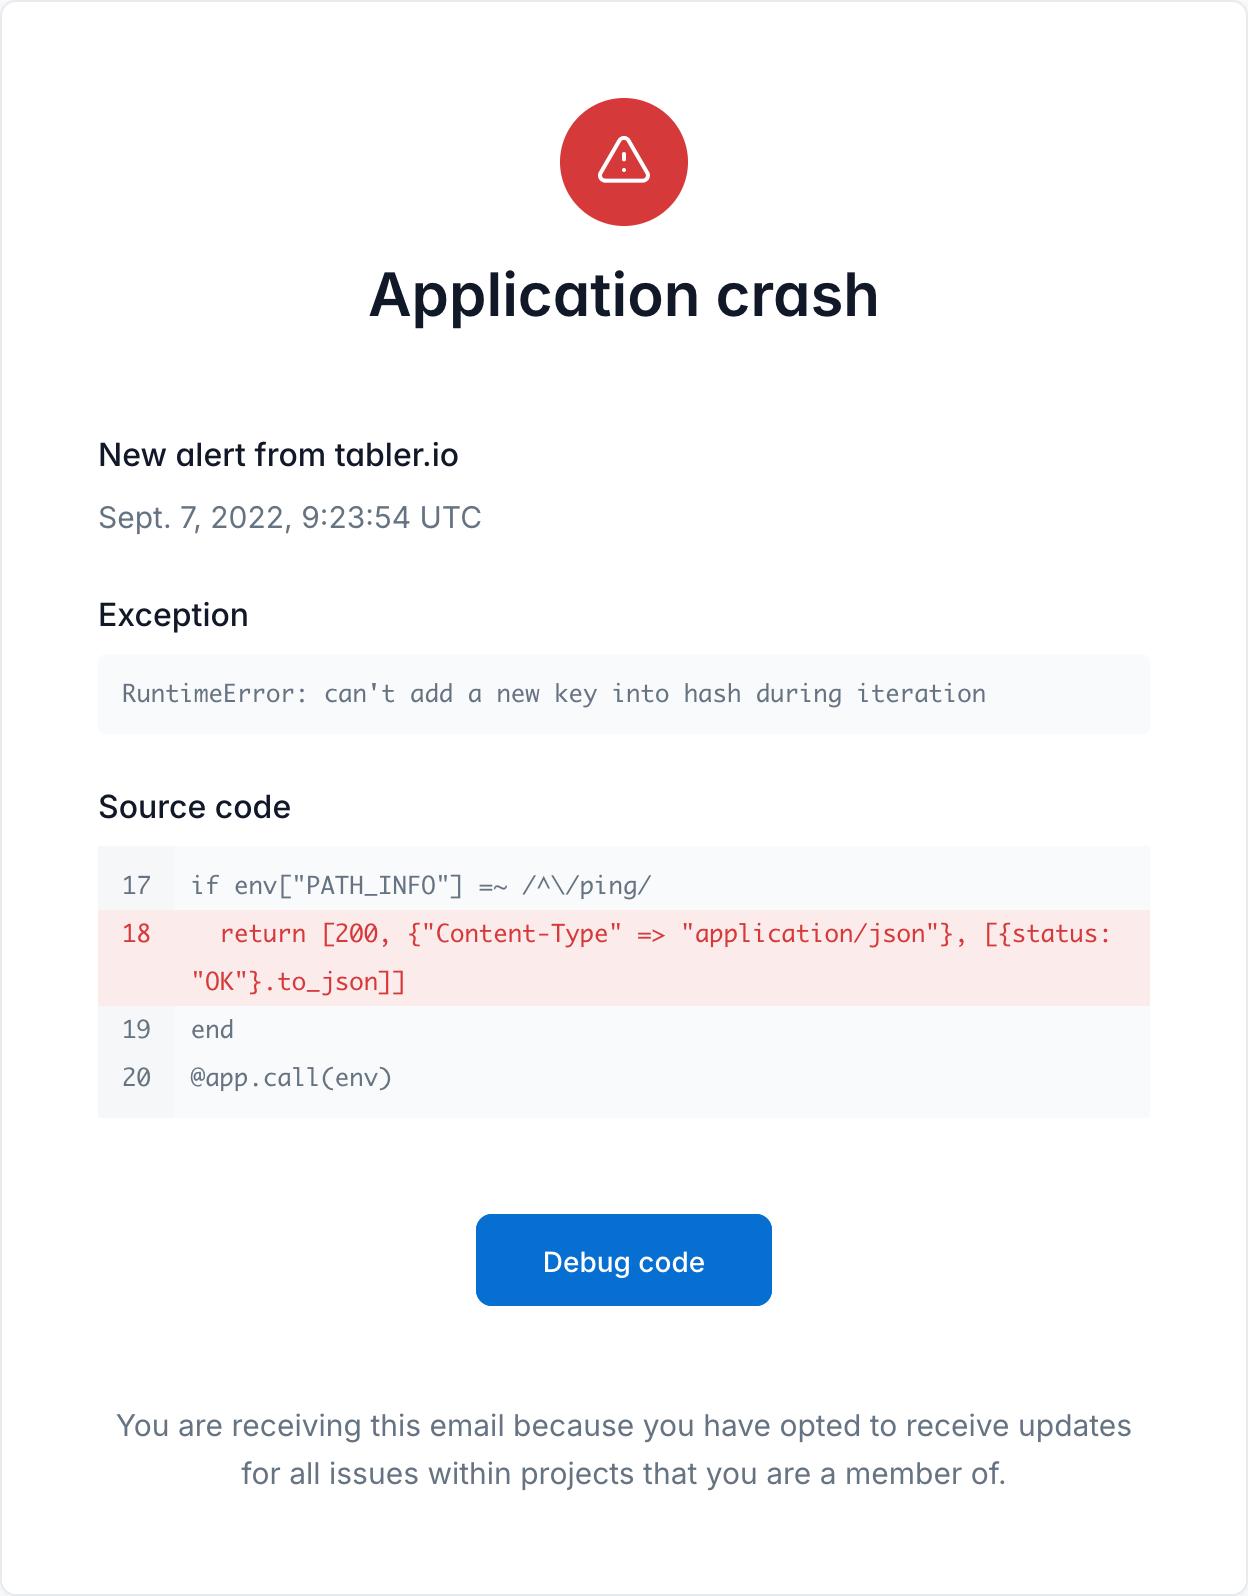 Application crash
New alert from tabler.io
Sept. 7, 2022, 9:23:54 UTC
Exception
RuntimeError: can't add a new key into hash during iteration
Source code
17 if env["PATH_INFO"] =~ /^\/ping/
18   return [200, {"Content-Type" => "application/json"}, [{status:
"OK"}.to_json]]
19 end
20 @app.call(env)
Debug code
You are receiving this email because you have opted to receive updates
for all issues within projects that you are a member of.